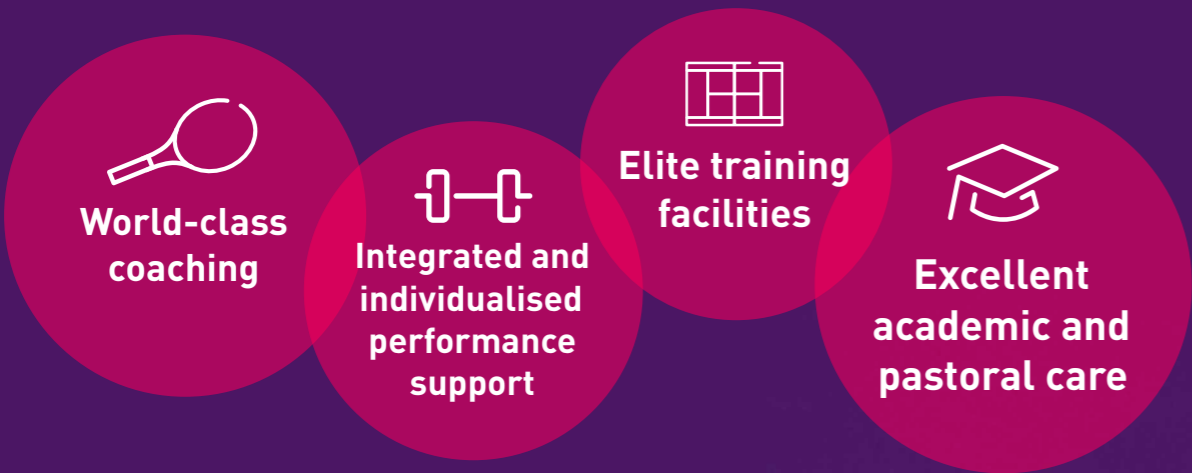 World-class
coaching
Integrated and
individualised
performance
support
Elite training
facilities
Excellent
academic and
pastoral care